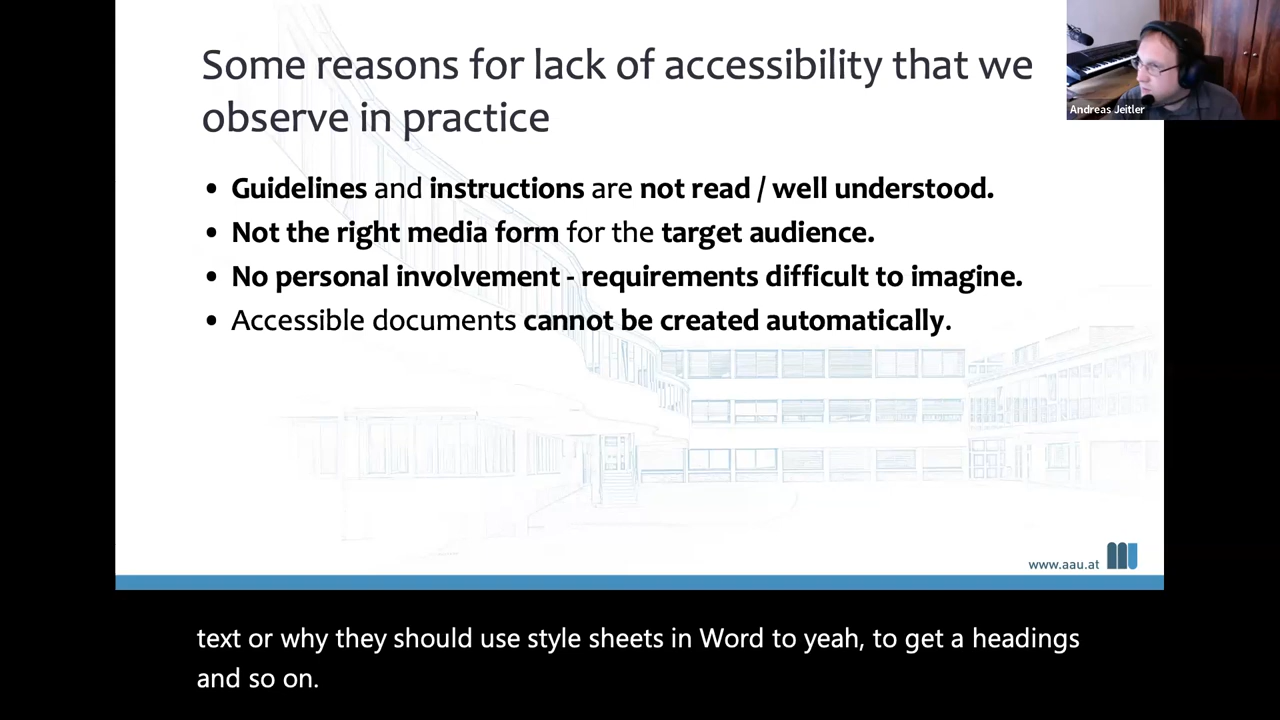 Some reasons for lack of accessibility that we
observe in practice
Andreas Jeitler
• Guidelines and instructions are not read / well understood.
• Not the right media form for the target audience.
• No personal involvement - requirements difficult to imagine.
• Accessible documents cannot be created automatically.
www.aau.at
text or why they should use style sheets in Word to yeah, to get a headings
and so on.